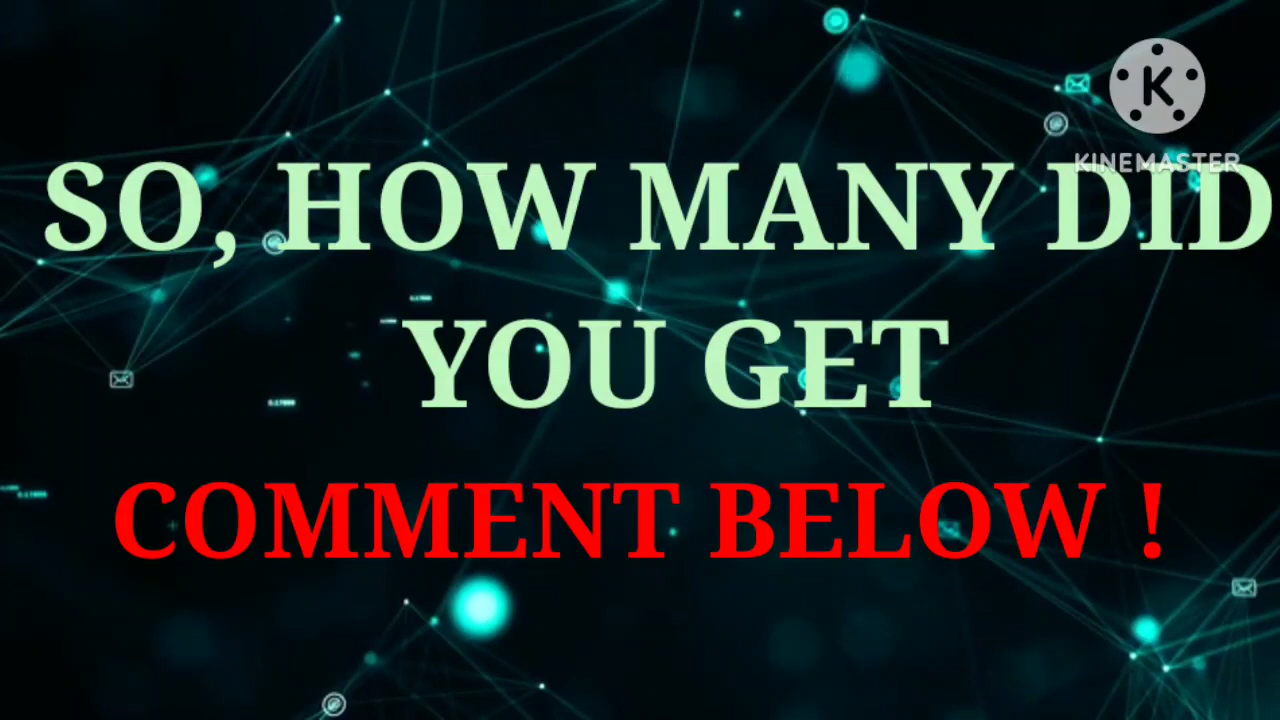 K
KINEMASTER
SO, HOW MANY DID
YOU GET
COMMENT BELOW !